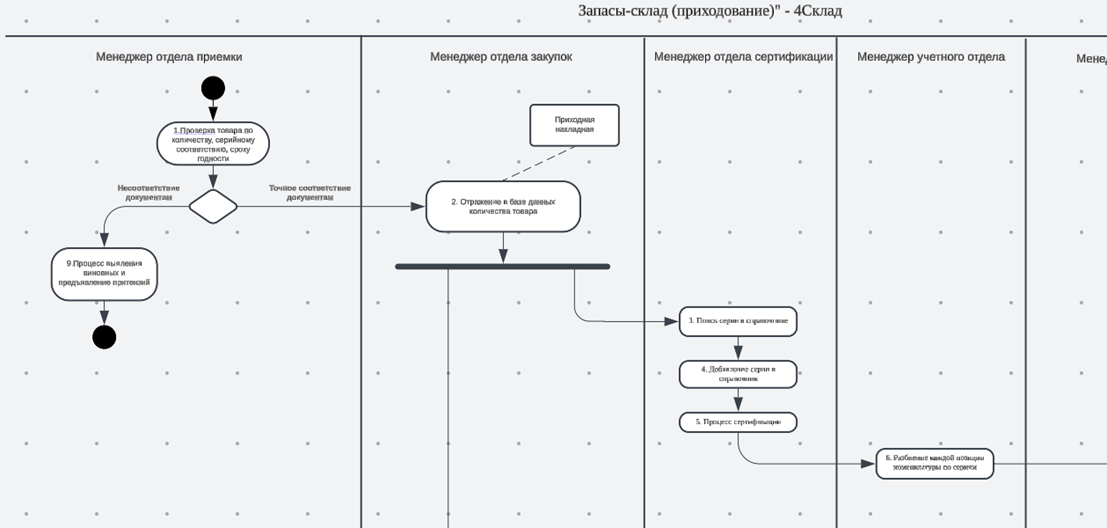 Запасы-склад (приходование)" - 4Склад
Менеджер отдела приемки
Менеджер отдела закупок
Менеджер отдела сертификации
Менеджер учетного отдела
Менед
1.Проверка товара по
количеству, серийному
соответствию, сроку
годности
Несоответствие
документам
Точное соответствие
документам
9.Процесс выяления
виновных и
предъявление притензий
Приходная
накладная
2. Отражение в базе данных
количества товара
3. Поиск серии в справочнике
4. Добавление серии в
справочник
5. Процесс сертификации
6. Разбиение каждой позиции
номенклатуры по сериям